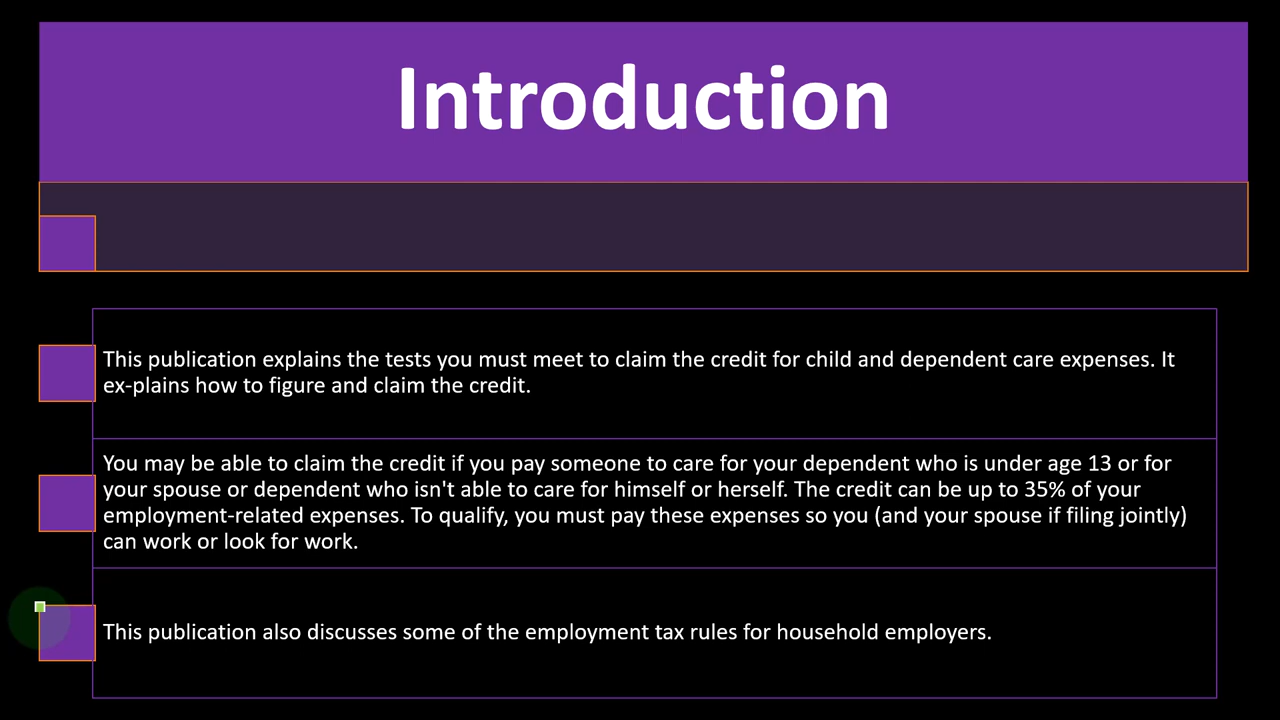 Introduction
This publication explains the tests you must meet to claim the credit for child and dependent care expenses. It
ex-plains how to figure and claim the credit.
You may be able to claim the credit if you pay someone to care for your dependent who is under age 13 or for
your spouse or dependent who isn't able to care for himself or herself. The credit can be up to 35% of your
employment-related expenses. To qualify, you must pay these expenses so you (and your spouse if filing jointly)
can work or look for work.
This publication also discusses some of the employment tax rules for household employers.